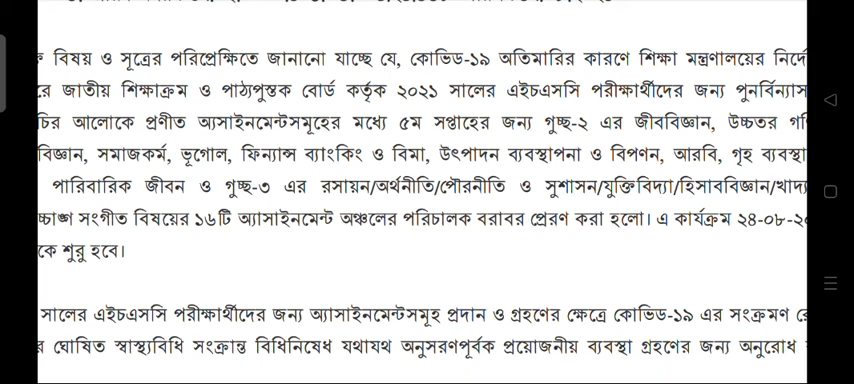 বিষয় ও সূত্রের পরিপ্রেক্ষিতে জানানো যাচ্ছে যে, কোভিড-১৯ অতিমারির কারণে শিক্ষা মন্ত্রণালয়ের নির্দে
রে জাতীয় শিক্ষাক্রম ও পাঠ্যপুস্তক বোর্ড কর্তৃক ২০২১ সালের এইচএসসি পরীক্ষার্থীদের জন্য পুনর্বিন্যাস
চির আলোকে প্রণীত অ্যসাইনমেন্টসমূহের মধ্যে ৫ম সপ্তাহের জন্য গুচ্ছ-২ এর জীববিজ্ঞান, উচ্চতর গণি
বিজ্ঞান, সমাজকর্ম, ভূগোল, ফিন্যান্স ব্যাংকিং ও বিমা, উৎপাদন ব্যবস্থাপনা ও বিপণন, আরবি, গৃহ ব্যবস্থা
পারিবারিক জীবন ও গুচ্ছ-৩ এর রসায়ন/অর্থনীতি/পৌরনীতি ও সুশাসন/যুক্তিবিদ্যা/হিসাববিজ্ঞান/খাদ্য
চ্চাঙ্গ সংগীত বিষয়ের ১৬টি অ্যাসাইনমেন্ট অঞ্চলের পরিচালক বরাবর প্রেরণ করা হলো। এ কার্যক্রম ২৪-০৮-২০
কে শুরু হবে।
সালের এইচএসসি পরীক্ষার্থীদের জন্য অ্যাসাইনমেন্টসমূহ প্রদান ও গ্রহণের ক্ষেত্রে কোভিড-১৯ এর সংক্রমণ রো
র ঘোষিত স্বাস্থ্যবিধি সংক্রান্ত বিধিনিষেধ যথাযথ অনুসরণপূর্বক প্রয়োজনীয় ব্যবস্থা গ্রহণের জন্য অনুরোধ